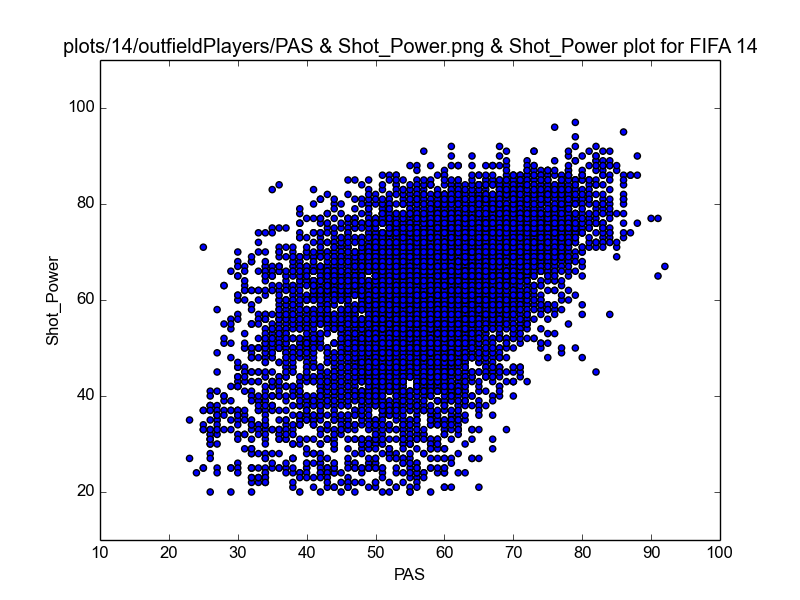 plots/14/outfieldPlayers/PAS & Shot_Power.png & Shot_Power plot for FIFA 14
100
80
Shot_Power
60
40
20
10 20 30 40 50 60 70 80 90 100
PAS